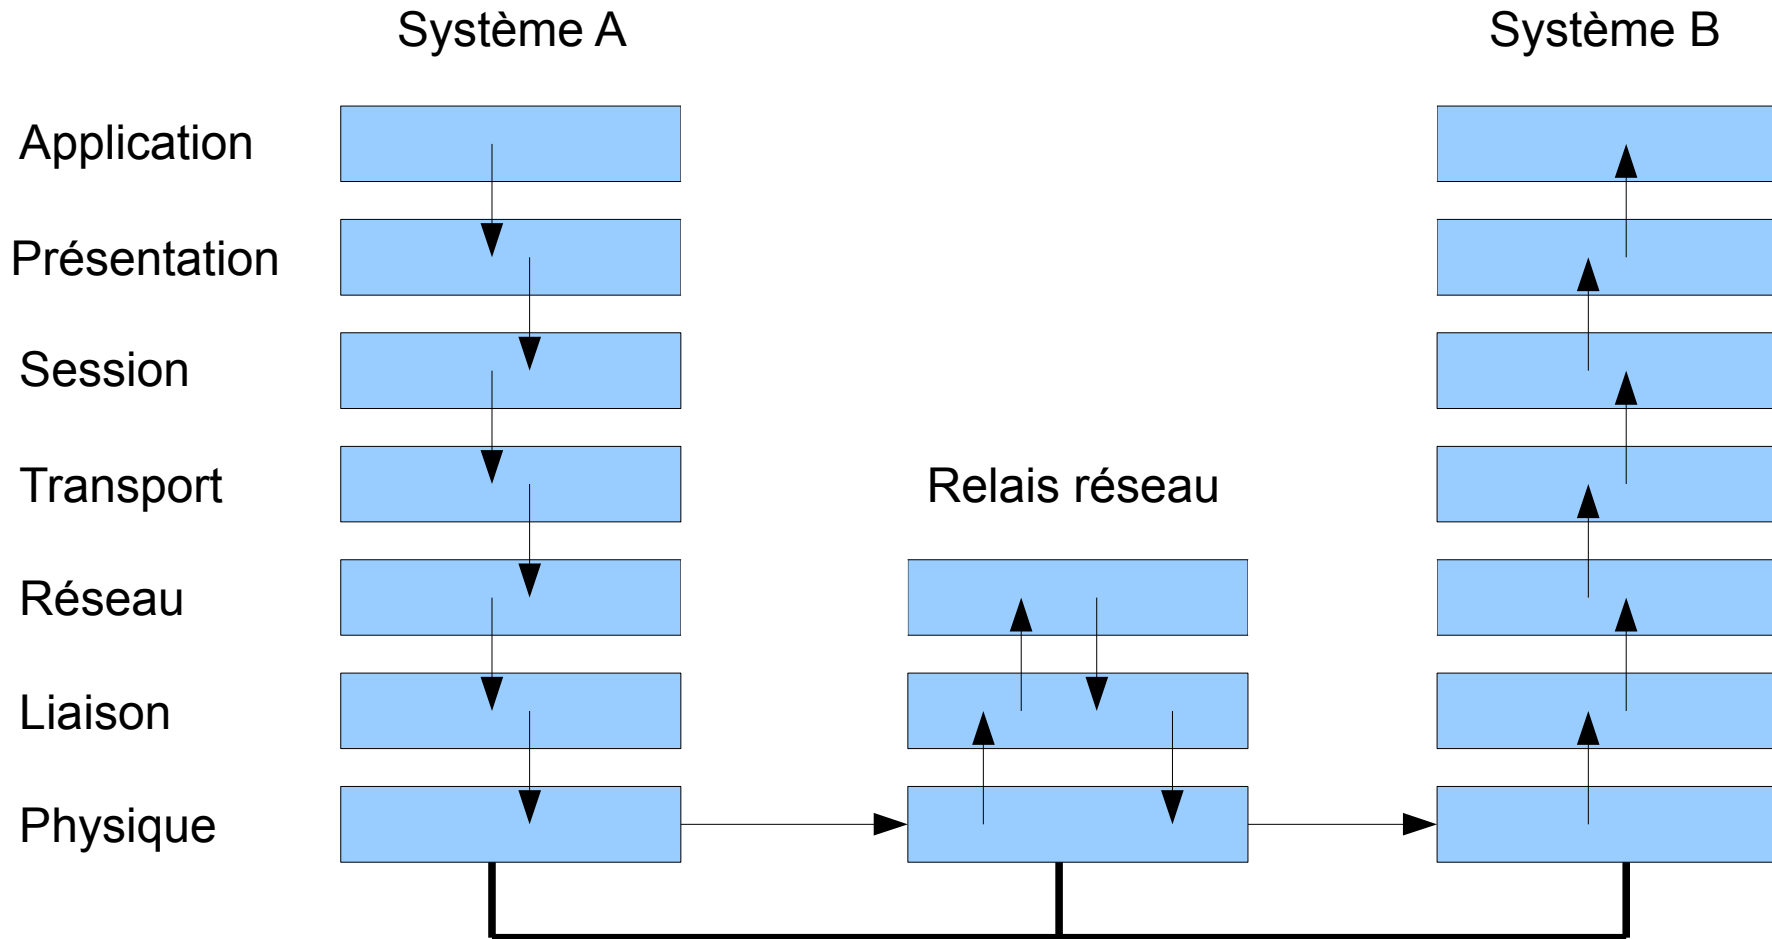 Système A
Système B
Application
Présentation
Session
Transport
Relais réseau
Réseau
Liaison
Physique